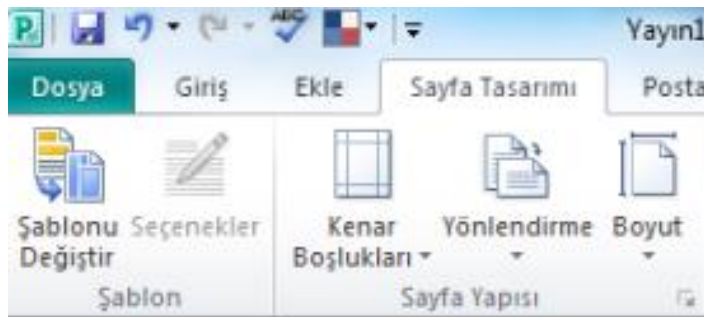 Yayın1
Dosya Giriş Ekle Sayfa Tasarımı Posta
Şablonu Değiştir Seçenekler Kenar Boşlukları Yönlendirme Boyut
Şablon Sayfa Yapısı